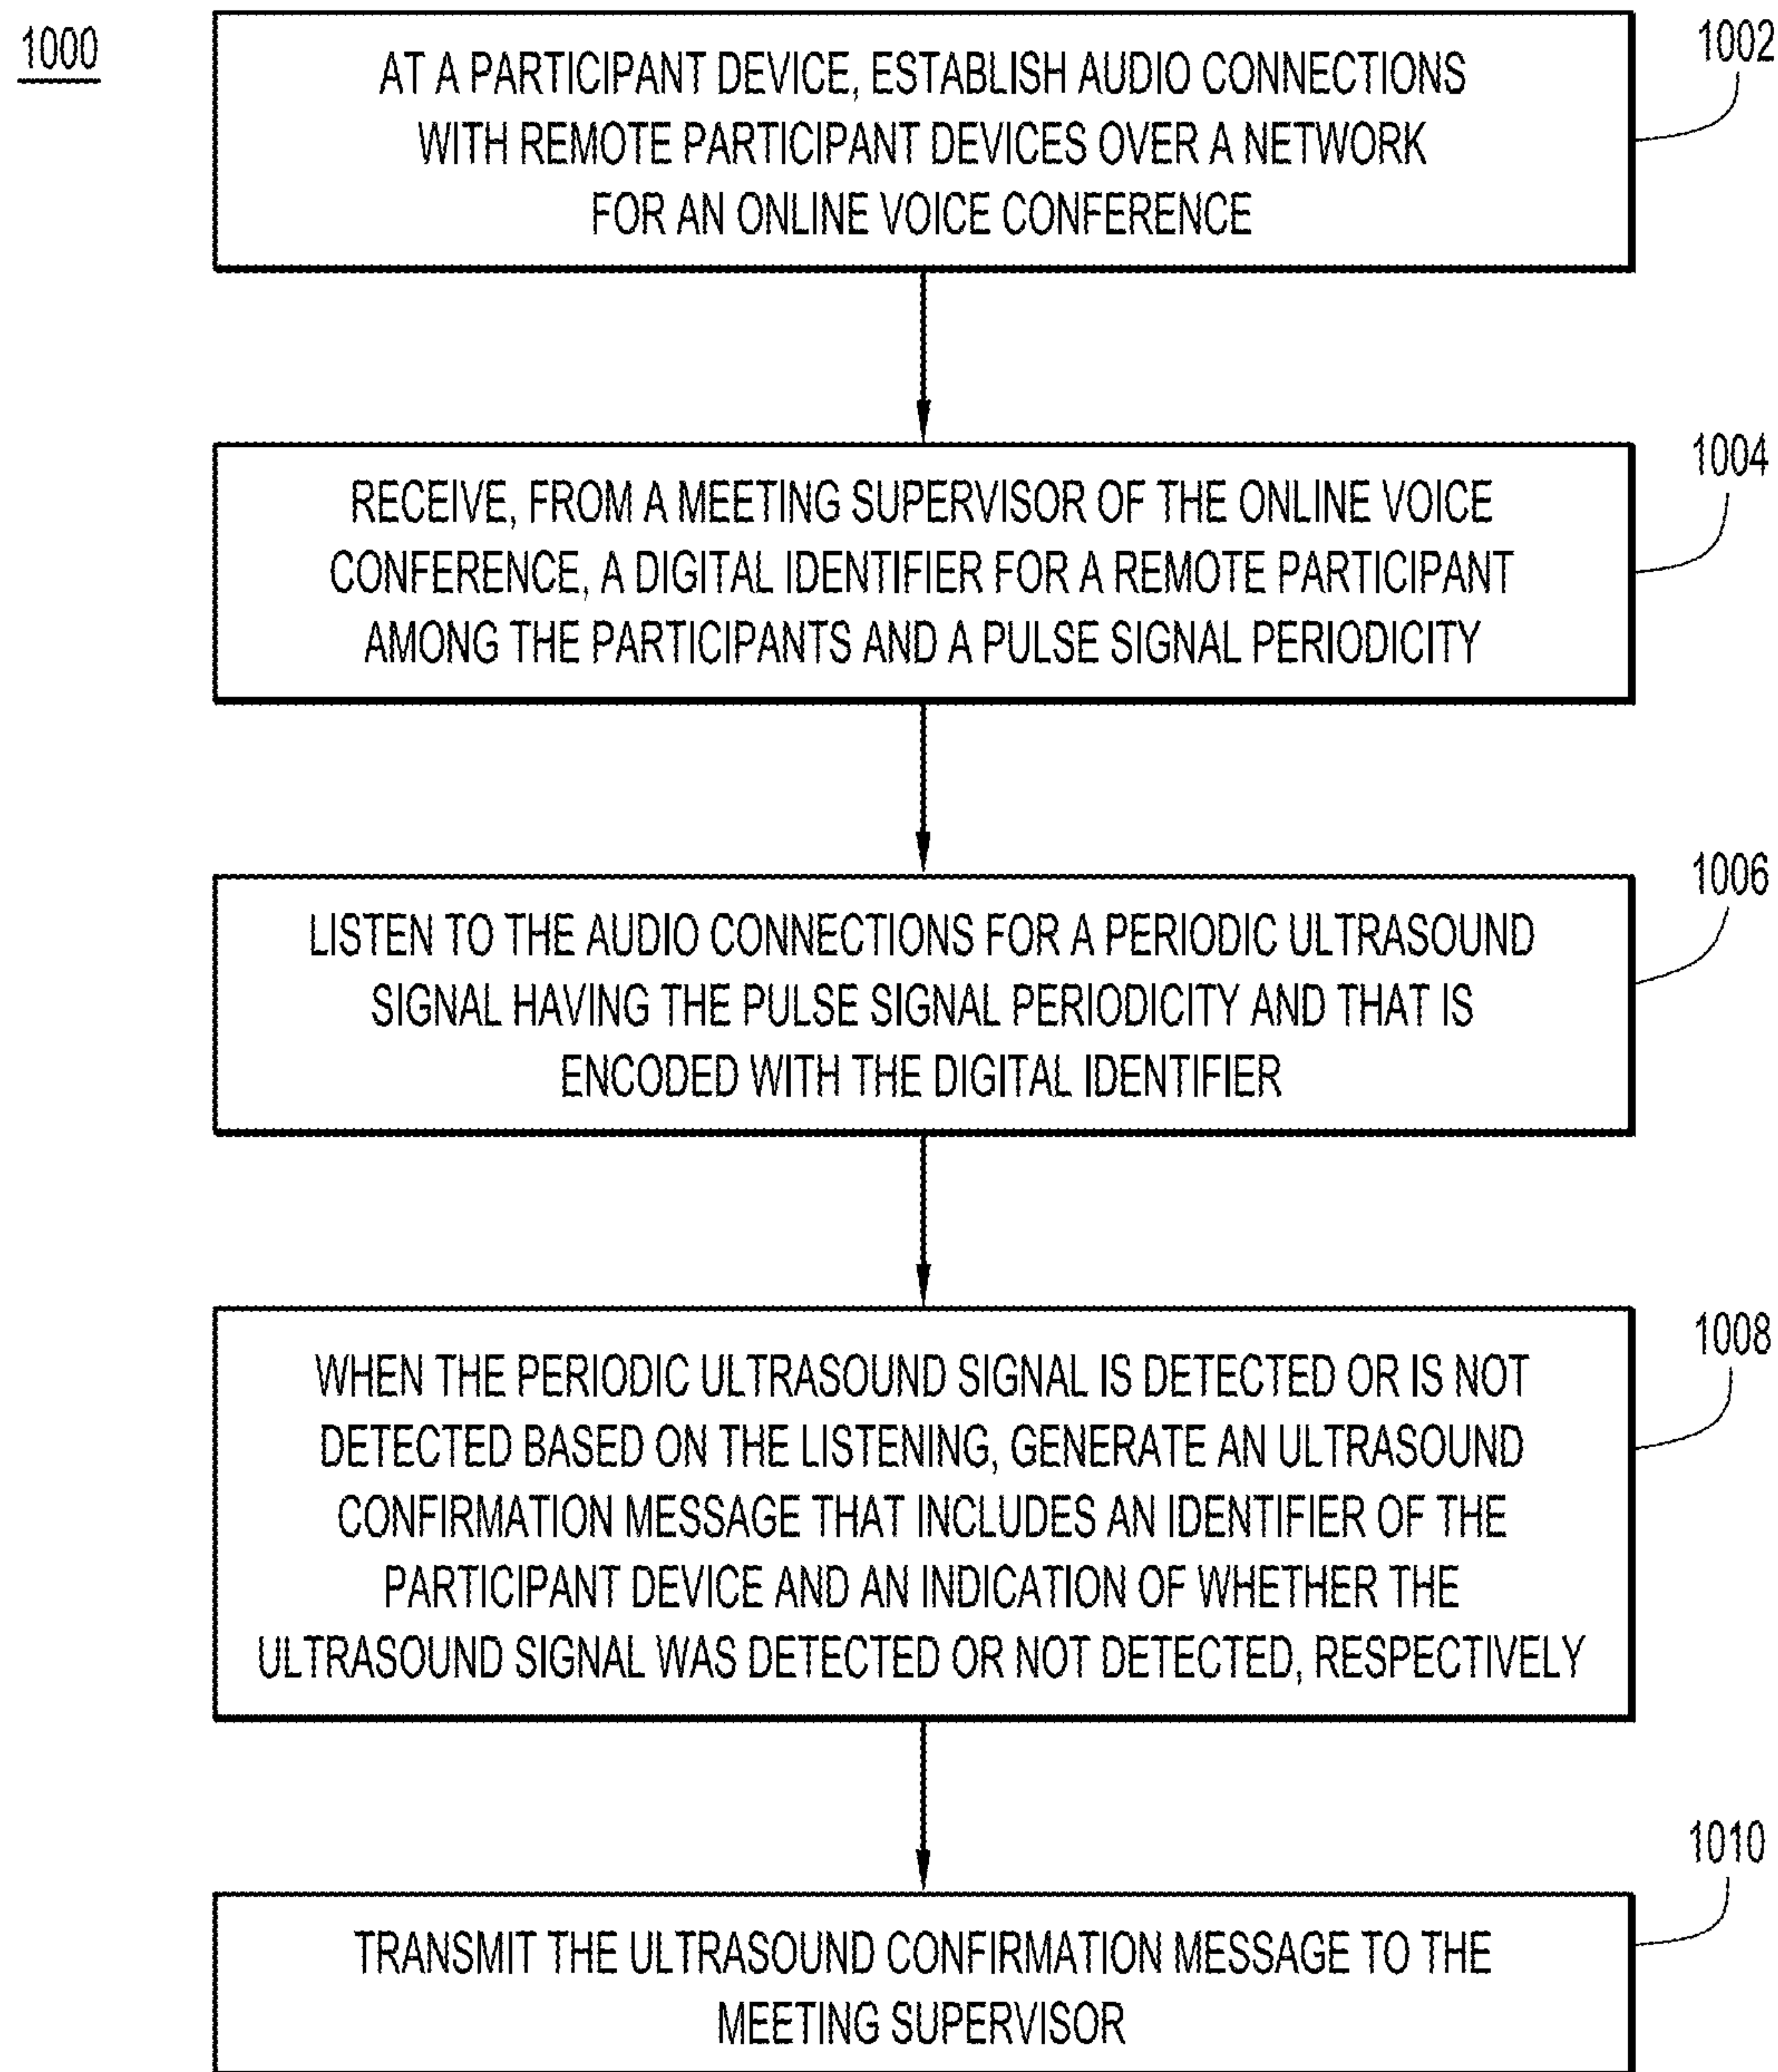 1000
1002
AT A PARTICIPANT DEVICE, ESTABLISH AUDIO CONNECTIONS
WITH REMOTE PARTICIPANT DEVICES OVER A NETWORK
FOR AN ONLINE VOICE CONFERENCE
1004
RECEIVE, FROM A MEETING SUPERVISOR OF THE ONLINE VOICE
CONFERENCE, A DIGITAL IDENTIFIER FOR A REMOTE PARTICIPANT
AMONG THE PARTICIPANTS AND A PULSE SIGNAL PERIODICITY
1006
LISTEN TO THE AUDIO CONNECTIONS FOR A PERIODIC ULTRASOUND
SIGNAL HAVING THE PULSE SIGNAL PERIODICITY AND THAT IS
ENCODED WITH THE DIGITAL IDENTIFIER
1008
WHEN THE PERIODIC ULTRASOUND SIGNAL IS DETECTED OR IS NOT
DETECTED BASED ON THE LISTENING, GENERATE AN ULTRASOUND
CONFIRMATION MESSAGE THAT INCLUDES AN IDENTIFIER OF THE
PARTICIPANT DEVICE AND AN INDICATION OF WHETHER THE
ULTRASOUND SIGNAL WAS DETECTED OR NOT DETECTED, RESPECTIVELY
1010
TRANSMIT THE ULTRASOUND CONFIRMATION MESSAGE TO THE
MEETING SUPERVISOR